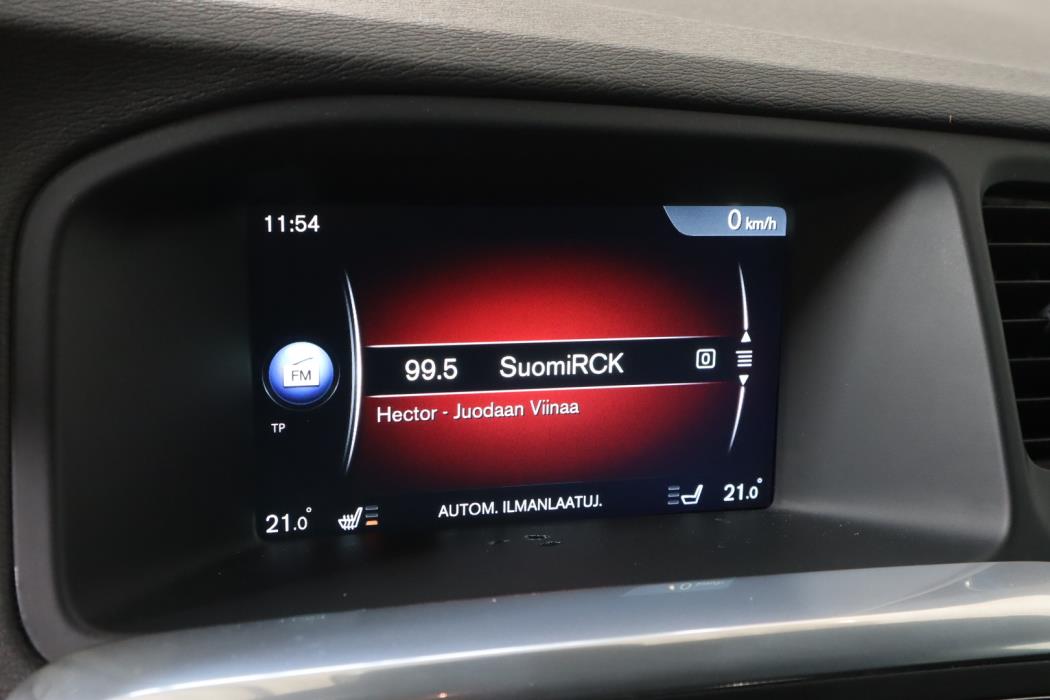 11:54
0 km/h
FM
99.5 SuomiRCK 0
Hector - Juodaan Viinaa
TP
21.0° AUTOM. ILMANLAATUJ. 21.0°